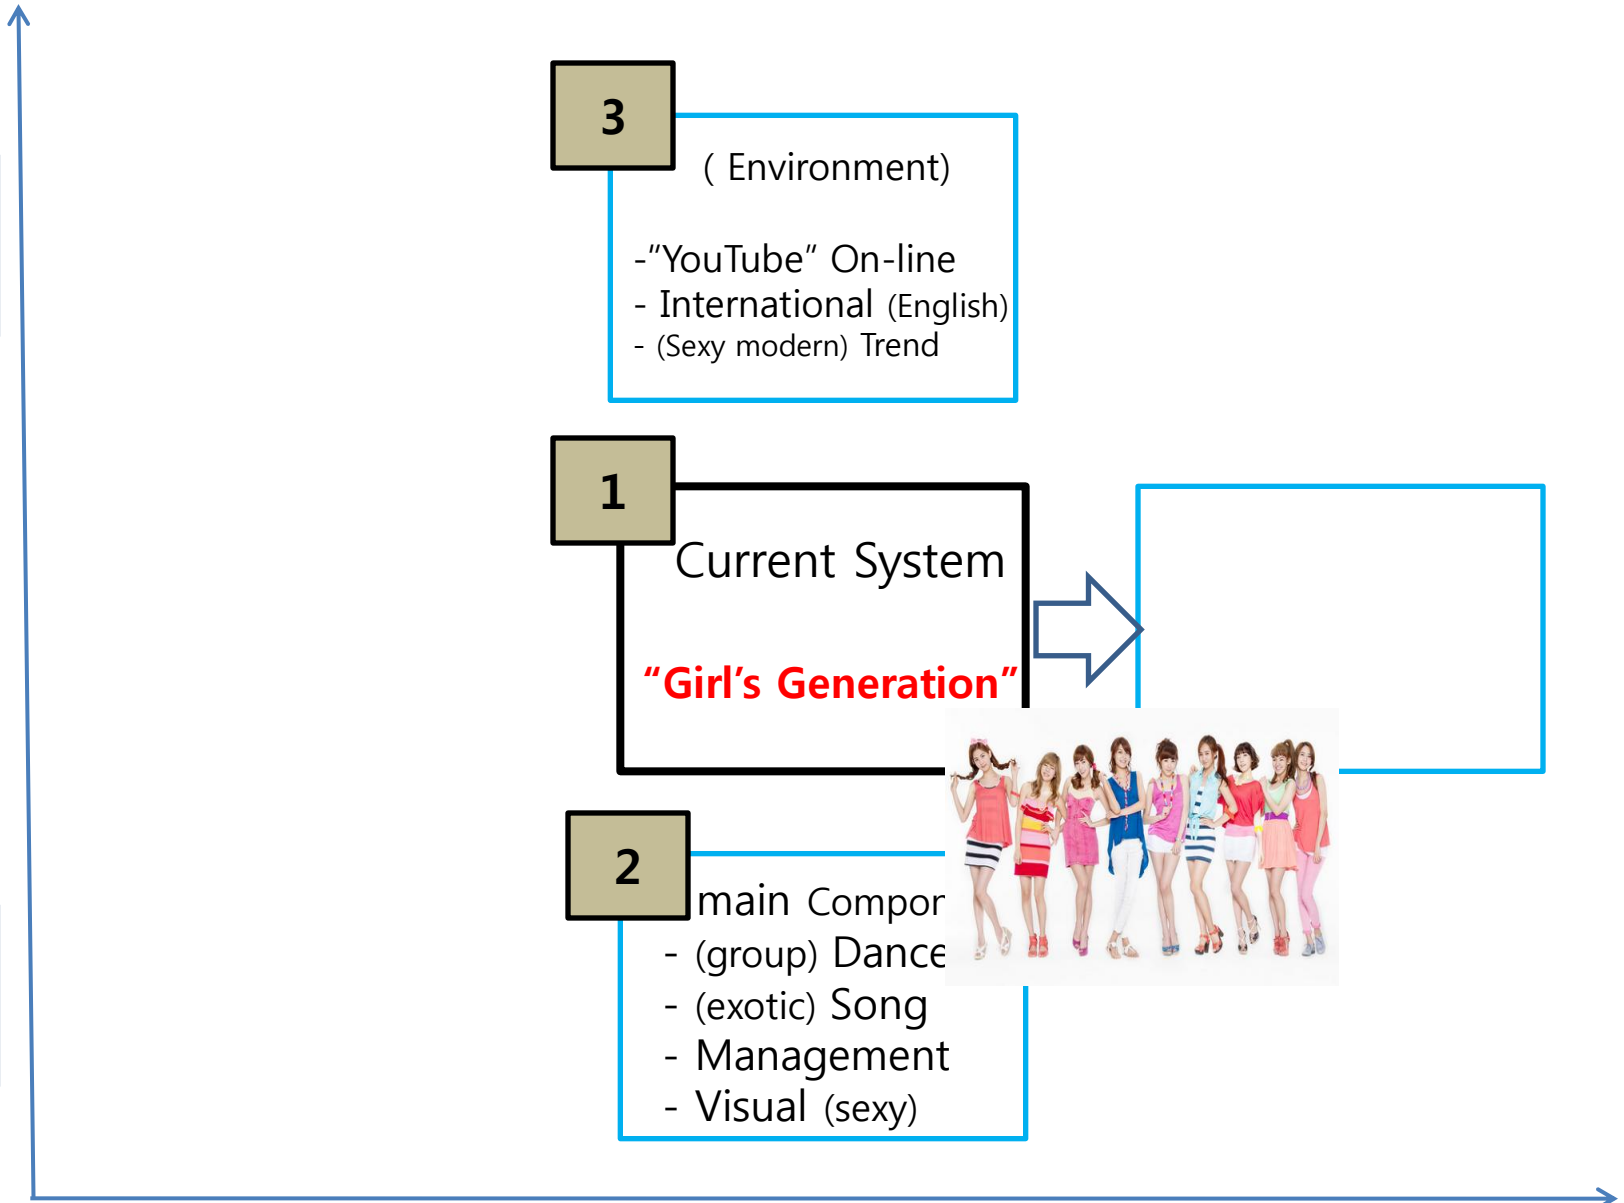 3
( Environment)
-“YouTube” On-line
- International (English)
- (Sexy modern) Trend
1
Current System
“Girl’s Generation”
2
main
- (group) Dance
- (exotic) Song
- Management
- Visual (sexy)